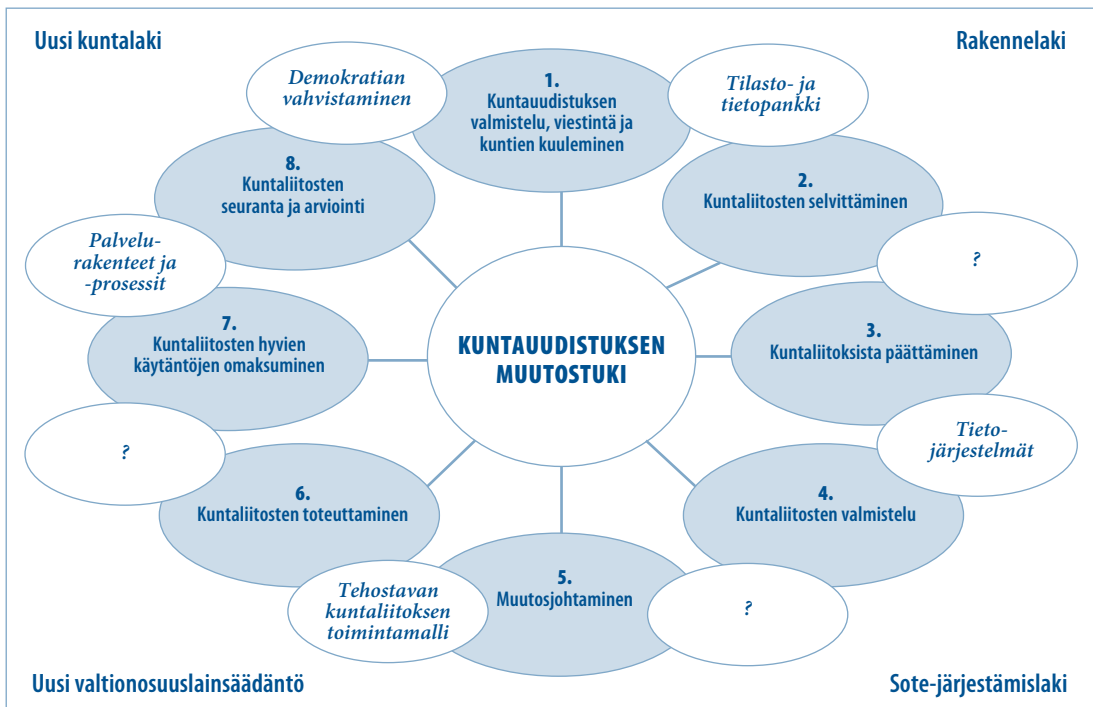 Uusi kuntalaki
Rakennelaki
Demokratian
vahvistaminen
1.
Kuntauudistuksen
valmistelu, viestintä ja
kuntien kuuleminen
Tilasto- ja
tietopankki
2.
Kuntaliitosten selvittäminen
?
3.
Kuntaliitoksista päättäminen
Tieto-
järjestelmät
4.
Kuntaliitosten valmistelu
?
5.
Muutosjohtaminen
Tehostavan
kuntaliitoksen
toimintamalli
6.
Kuntaliitosten toteuttaminen
?
7.
Kuntaliitosten hyvien
käytäntöjen omaksuminen
Palvelu-
rakenteet ja
-prosessit
8.
Kuntaliitosten
seuranta ja arviointi
KUNTAUUDISTUKSEN
MUUTOSTUKI
Uusi valtionosuuslainsäädäntö
Sote-järjestämislaki